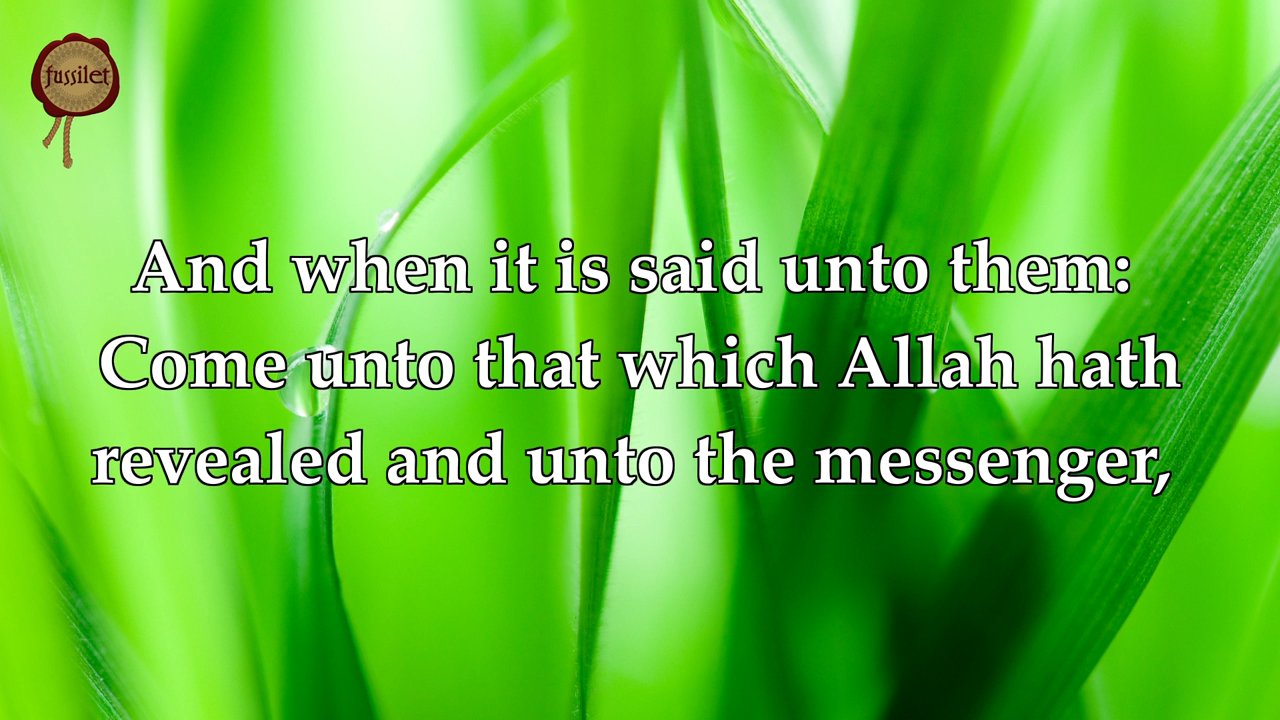 fussilet
And when it is said unto them:
Come unto that which Allah hath
revealed and unto the messenger,